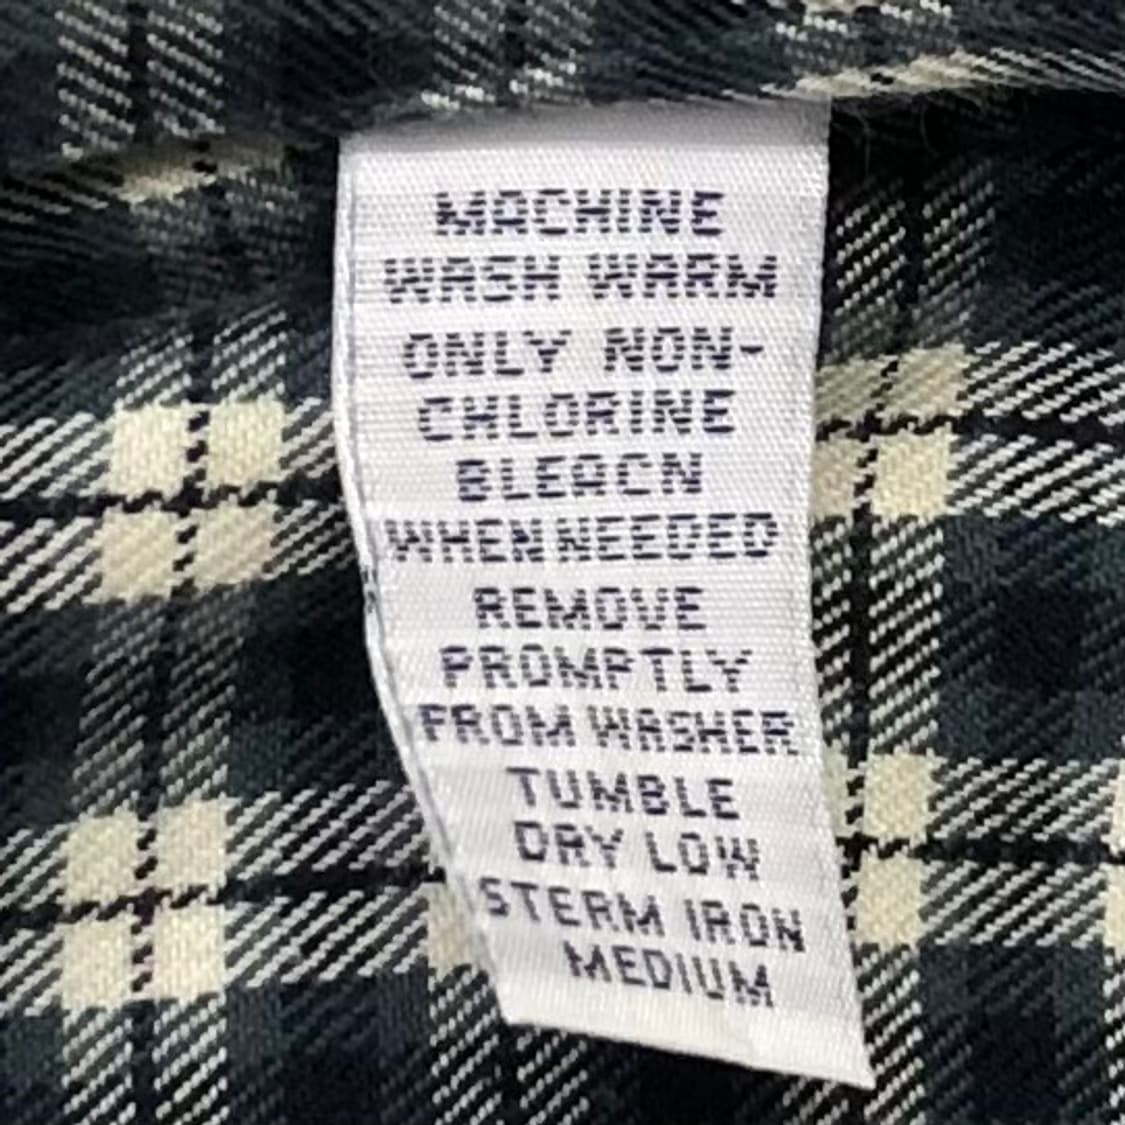 MACHINE
WASH WARM
ONLY NON-
CHLORINE
BLEACN
WHEN NEEDED
REMOVE
PROMPTLY
FROM WASHER
TUMBLE
DRY LOW
STERM IRON
MEDIUM